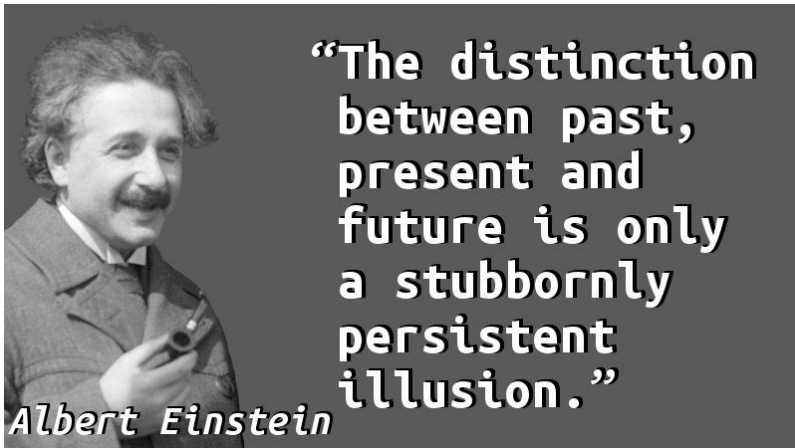 “The distinction
between past,
present and
future is only
a stubbornly
persistent
illusion.”
Albert Einstein